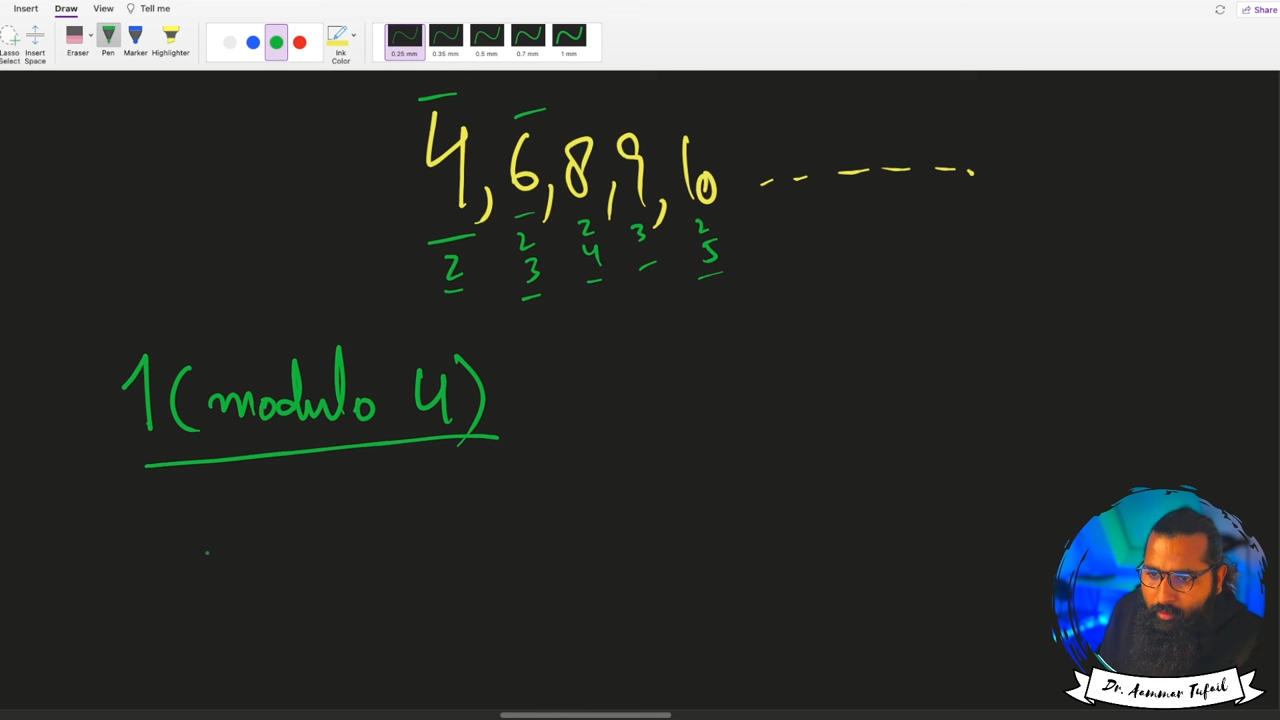 Insert Draw View Tell me Share
Lasso Select Insert Space Eraser Pen Marker Highlighter Ink Color 0.25 mm 0.35 mm 0.5 mm 0.7 mm 1 mm
4, 6, 8, 9, 10 ------.
2 2 3 2
2 3 4 5
1 (modulo 4)
Dr. Aammar Tufail